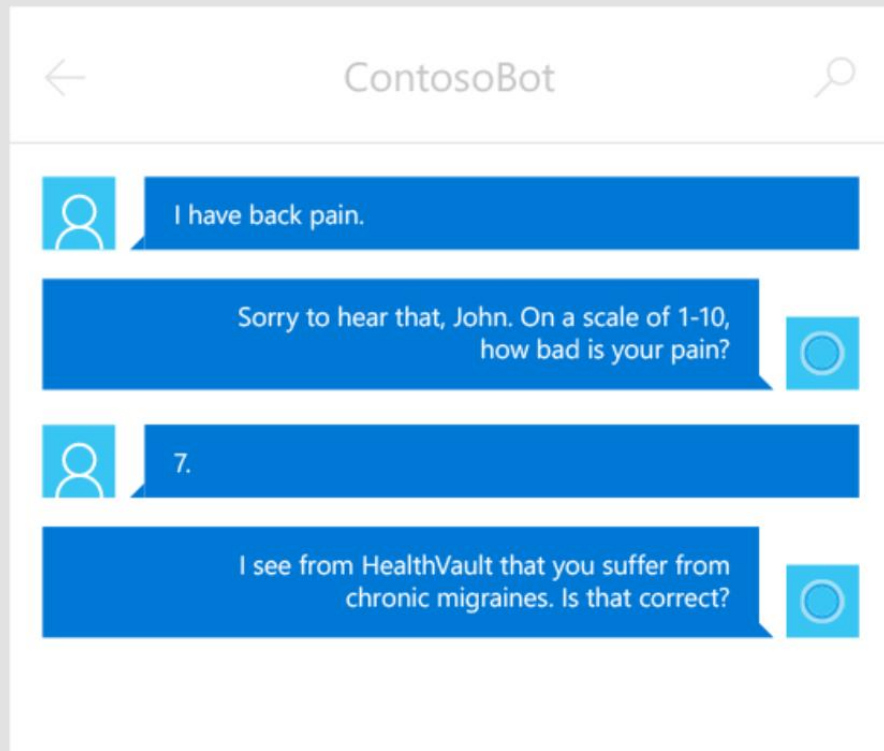 ContosoBot
I have back pain.
Sorry to hear that, John. On a scale of 1-10,
how bad is your pain?
7.
I see from HealthVault that you suffer from
chronic migraines. Is that correct?